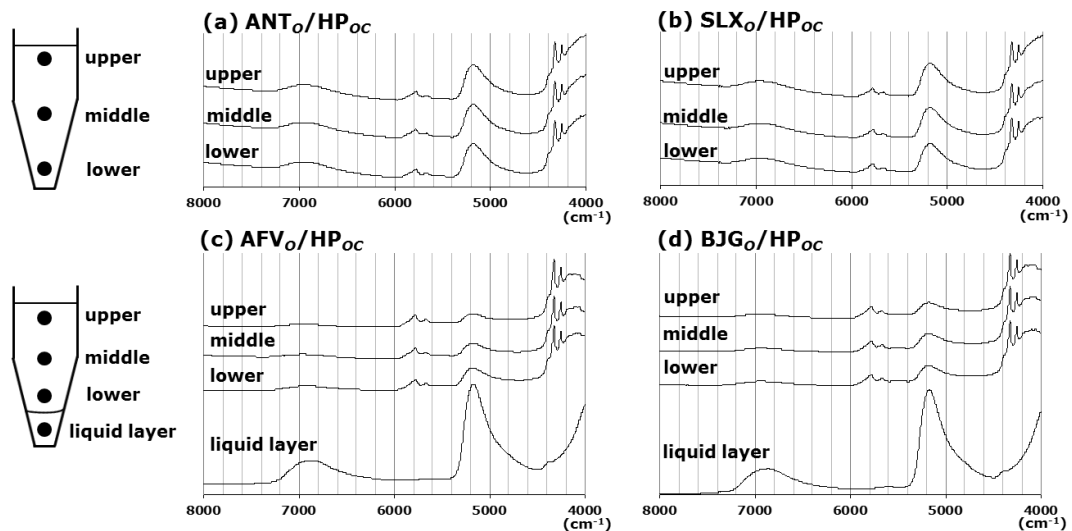 upper
middle
lower
(a) ANTO/HPOC
upper
middle
lower
8000 7000 6000 5000 4000
(cm-1)
(b) SLXO/HPOC
upper
middle
lower
8000 7000 6000 5000 4000
(cm-1)
upper
middle
lower
liquid layer
(c) AFVO/HPOC
upper
middle
lower
liquid layer
8000 7000 6000 5000 4000
(cm-1)
(d) BJGO/HPOC
upper
middle
lower
liquid layer
8000 7000 6000 5000 4000
(cm-1)